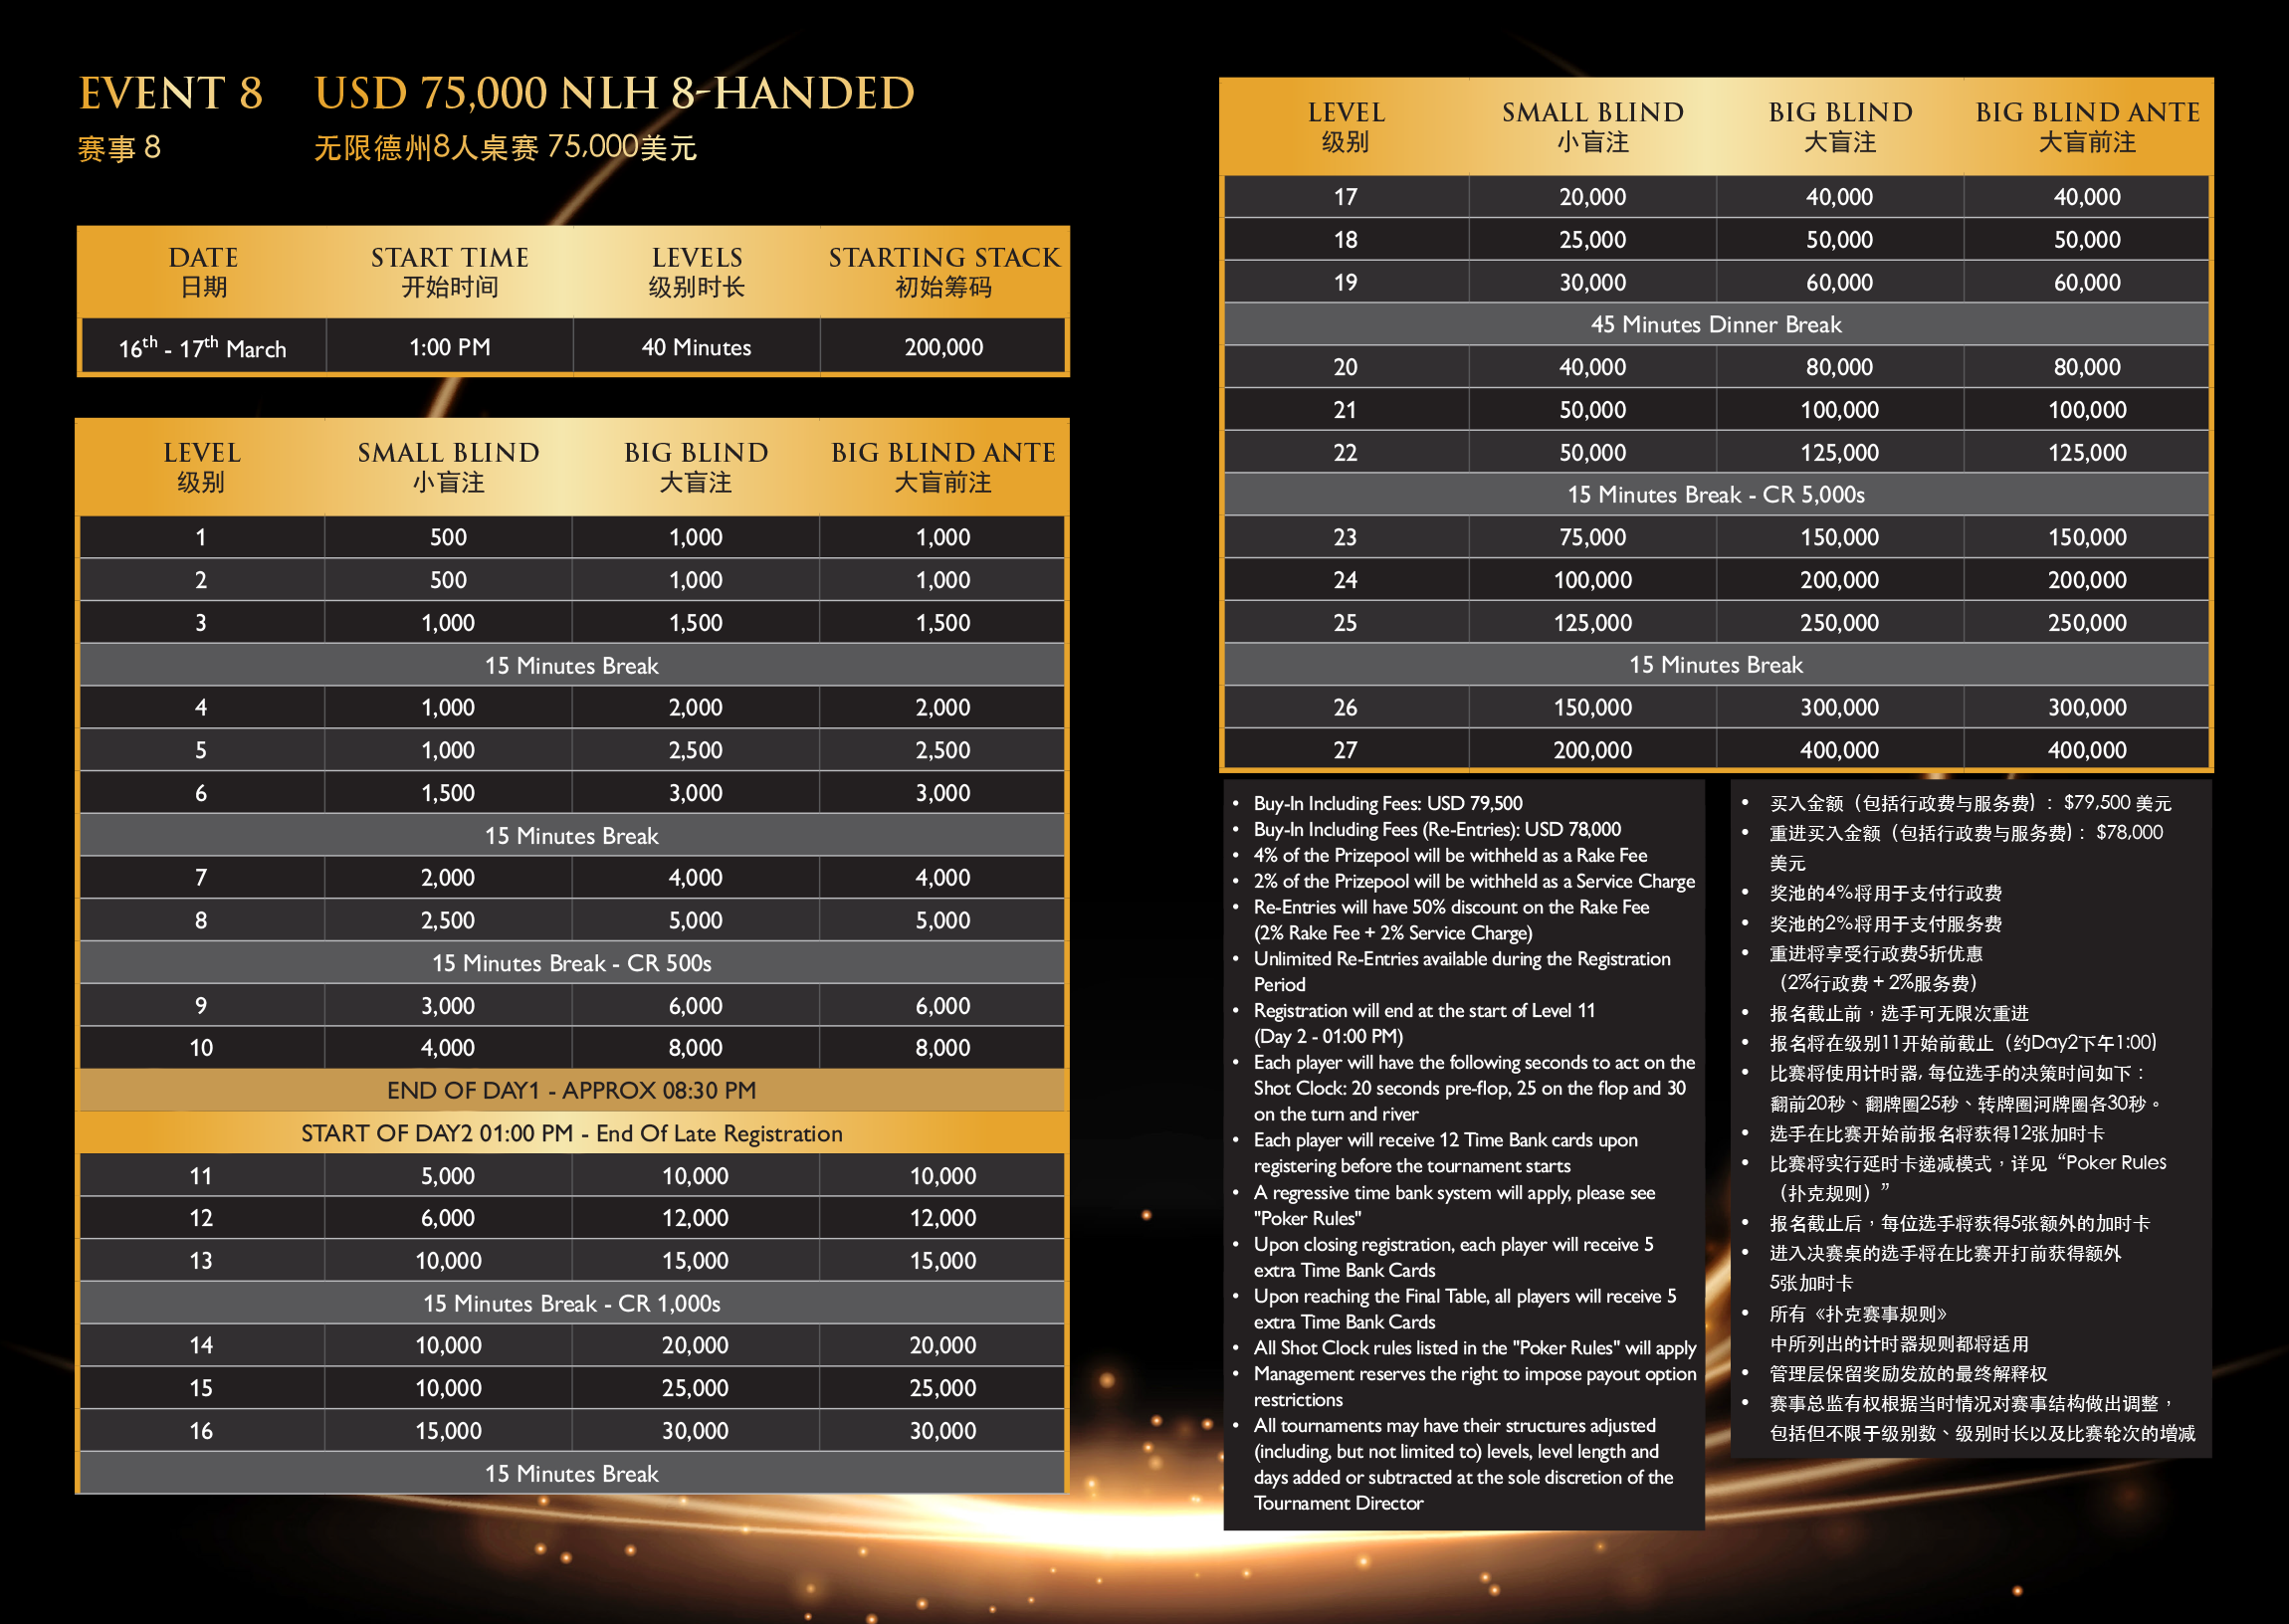 EVENT 8 USD 75,000 NLH 8-HANDED
赛事 8 无限德州8人桌赛 75,000美元
DATE START TIME LEVELS STARTING STACK
日期 开始时间 级别时长 初始筹码
16th - 17th March 1:00 PM 40 Minutes 200,000
LEVEL SMALL BLIND BIG BLIND BIG BLIND ANTE
级别 小盲注 大盲注 大盲前注
1 500 1,000 1,000
2 500 1,000 1,000
3 1,000 1,500 1,500
15 Minutes Break
4 1,000 2,000 2,000
5 1,000 2,500 2,500
6 1,500 3,000 3,000
15 Minutes Break
7 2,000 4,000 4,000
8 2,500 5,000 5,000
15 Minutes Break - CR 500s
9 3,000 6,000 6,000
10 4,000 8,000 8,000
END OF DAY1 - APPROX 08:30 PM
START OF DAY2 01:00 PM - End Of Late Registration
11 5,000 10,000 10,000
12 6,000 12,000 12,000
13 10,000 15,000 15,000
15 Minutes Break - CR 1,000s
14 10,000 20,000 20,000
15 10,000 25,000 25,000
16 15,000 30,000 30,000
15 Minutes Break
LEVEL SMALL BLIND BIG BLIND BIG BLIND ANTE
级别 小盲注 大盲注 大盲前注
17 20,000 40,000 40,000
18 25,000 50,000 50,000
19 30,000 60,000 60,000
45 Minutes Dinner Break
20 40,000 80,000 80,000
21 50,000 100,000 100,000
22 50,000 125,000 125,000
15 Minutes Break - CR 5,000s
23 75,000 150,000 150,000
24 100,000 200,000 200,000
25 125,000 250,000 250,000
15 Minutes Break
26 150,000 300,000 300,000
27 200,000 400,000 400,000
• Buy-In Including Fees: USD 79,500
• Buy-In Including Fees (Re-Entries): USD 78,000
• 4% of the Prizepool will be withheld as a Rake Fee
• 2% of the Prizepool will be withheld as a Service Charge
• Re-Entries will have 50% discount on the Rake Fee
(2% Rake Fee + 2% Service Charge)
• Unlimited Re-Entries available during the Registration
Period
• Registration will end at the start of Level 11
(Day 2 - 01:00 PM)
• Each player will have the following seconds to act on the
Shot Clock: 20 seconds pre-flop, 25 on the flop and 30
on the turn and river
• Each player will receive 12 Time Bank cards upon
registering before the tournament starts
• A regressive time bank system will apply, please see
"Poker Rules"
• Upon closing registration, each player will receive 5
extra Time Bank Cards
• Upon reaching the Final Table, all players will receive 5
extra Time Bank Cards
• All Shot Clock rules listed in the "Poker Rules" will apply
• Management reserves the right to impose payout option
restrictions
• All tournaments may have their structures adjusted
(including, but not limited to) levels, level length and
days added or subtracted at the sole discretion of the
Tournament Director
• 买入金额（包括行政费与服务费）：$79,500 美元
• 重进买入金额（包括行政费与服务费）：$78,000
美元
• 奖池的4%将用于支付行政费
• 奖池的2%将用于支付服务费
• 重进将享受行政费5折优惠
（2%行政费 + 2%服务费）
• 报名截止前，选手可无限次重进
• 报名将在级别11开始前截止（约Day2下午1:00）
• 比赛将使用计时器, 每位选手的决策时间如下：
翻前20秒、翻牌圈25秒、转牌圈河牌圈各30秒。
• 选手在比赛开始前报名将获得12张加时卡
• 比赛将实行延时卡递减模式，详见“Poker Rules
（扑克规则）”
• 报名截止后，每位选手将获得5张额外的加时卡
• 进入决赛桌的选手将在比赛开打前获得额外
5张加时卡
• 所有《扑克赛事规则》
中所列出的计时器规则都将适用
• 管理层保留奖励发放的最终解释权
• 赛事总监有权根据当时情况对赛事结构做出调整，
包括但不限于级别数、级别时长以及比赛轮次的增减